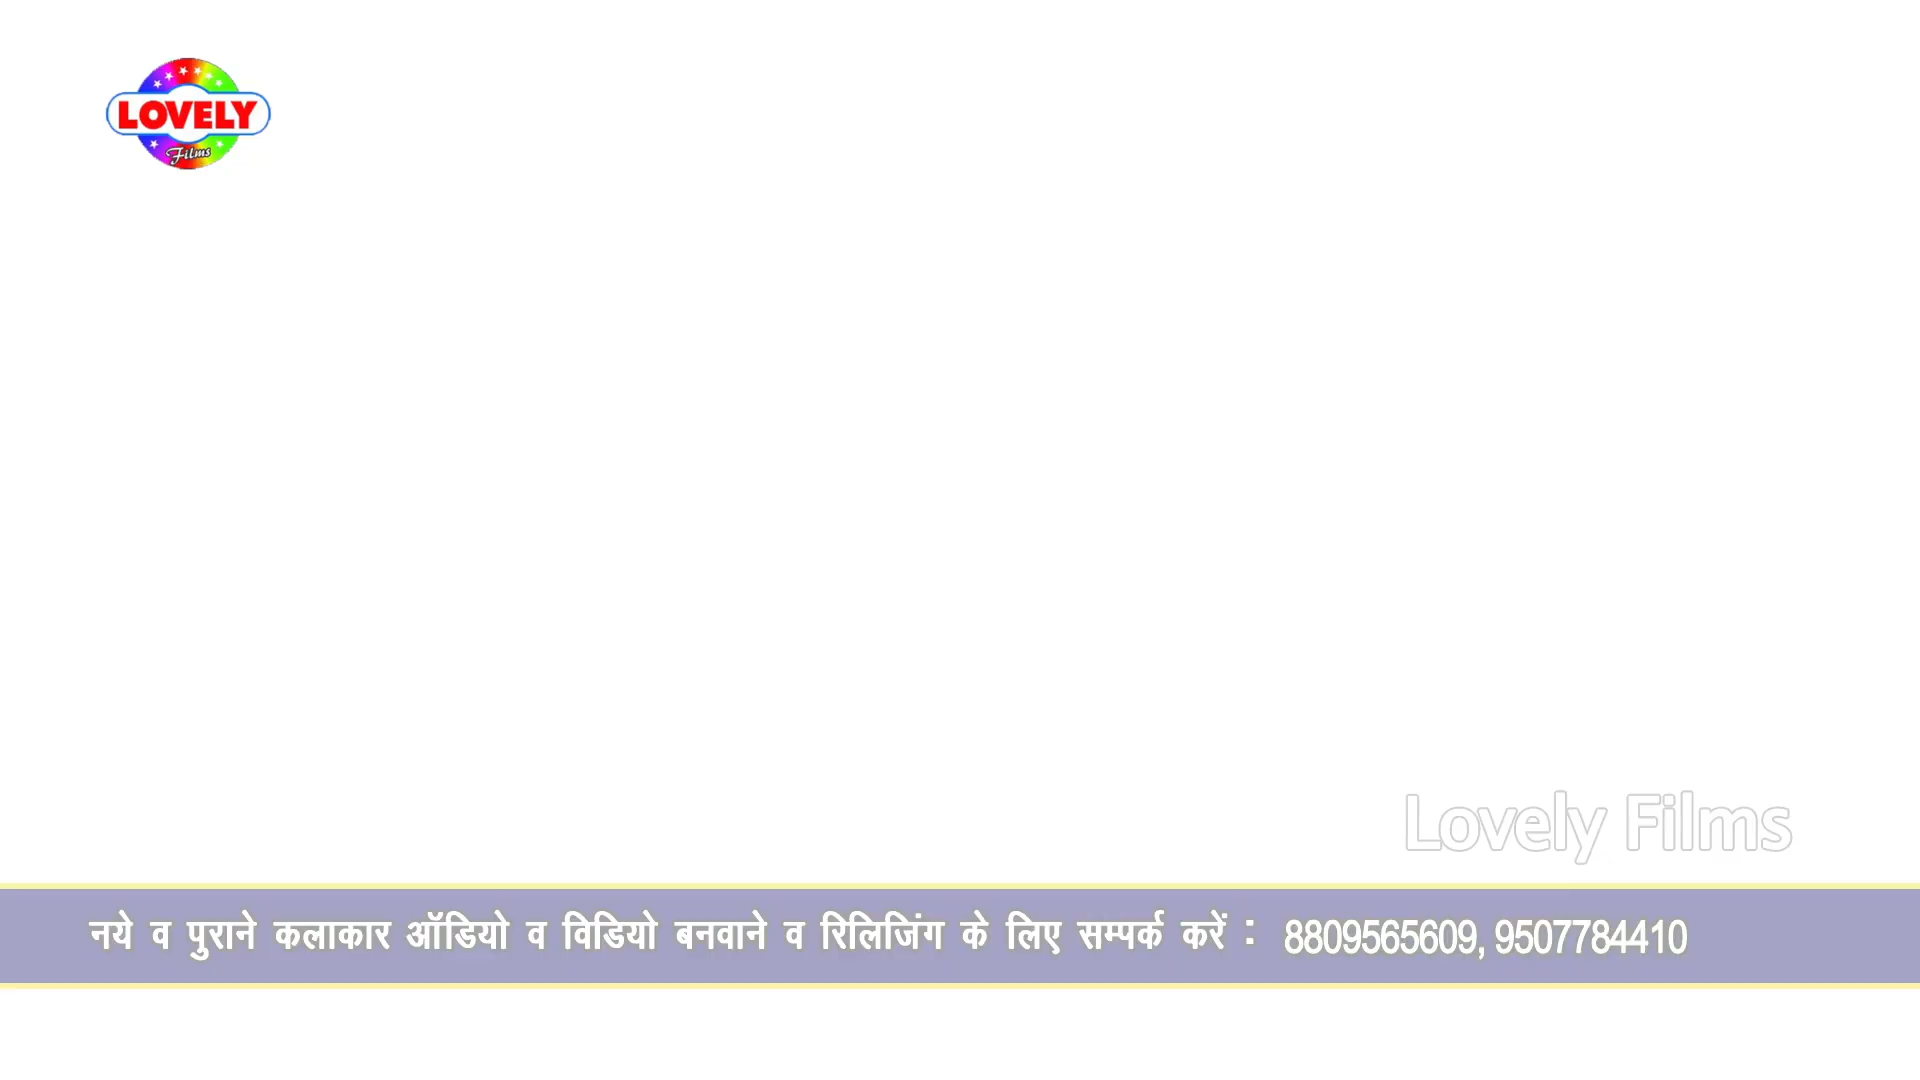 LOVELY
Films
Lovely Films
नये व पुराने कलाकार ऑडियो व विडियो बनवाने व रिलिजिंग के लिए सम्पर्क करें : 8809565609, 9507784410